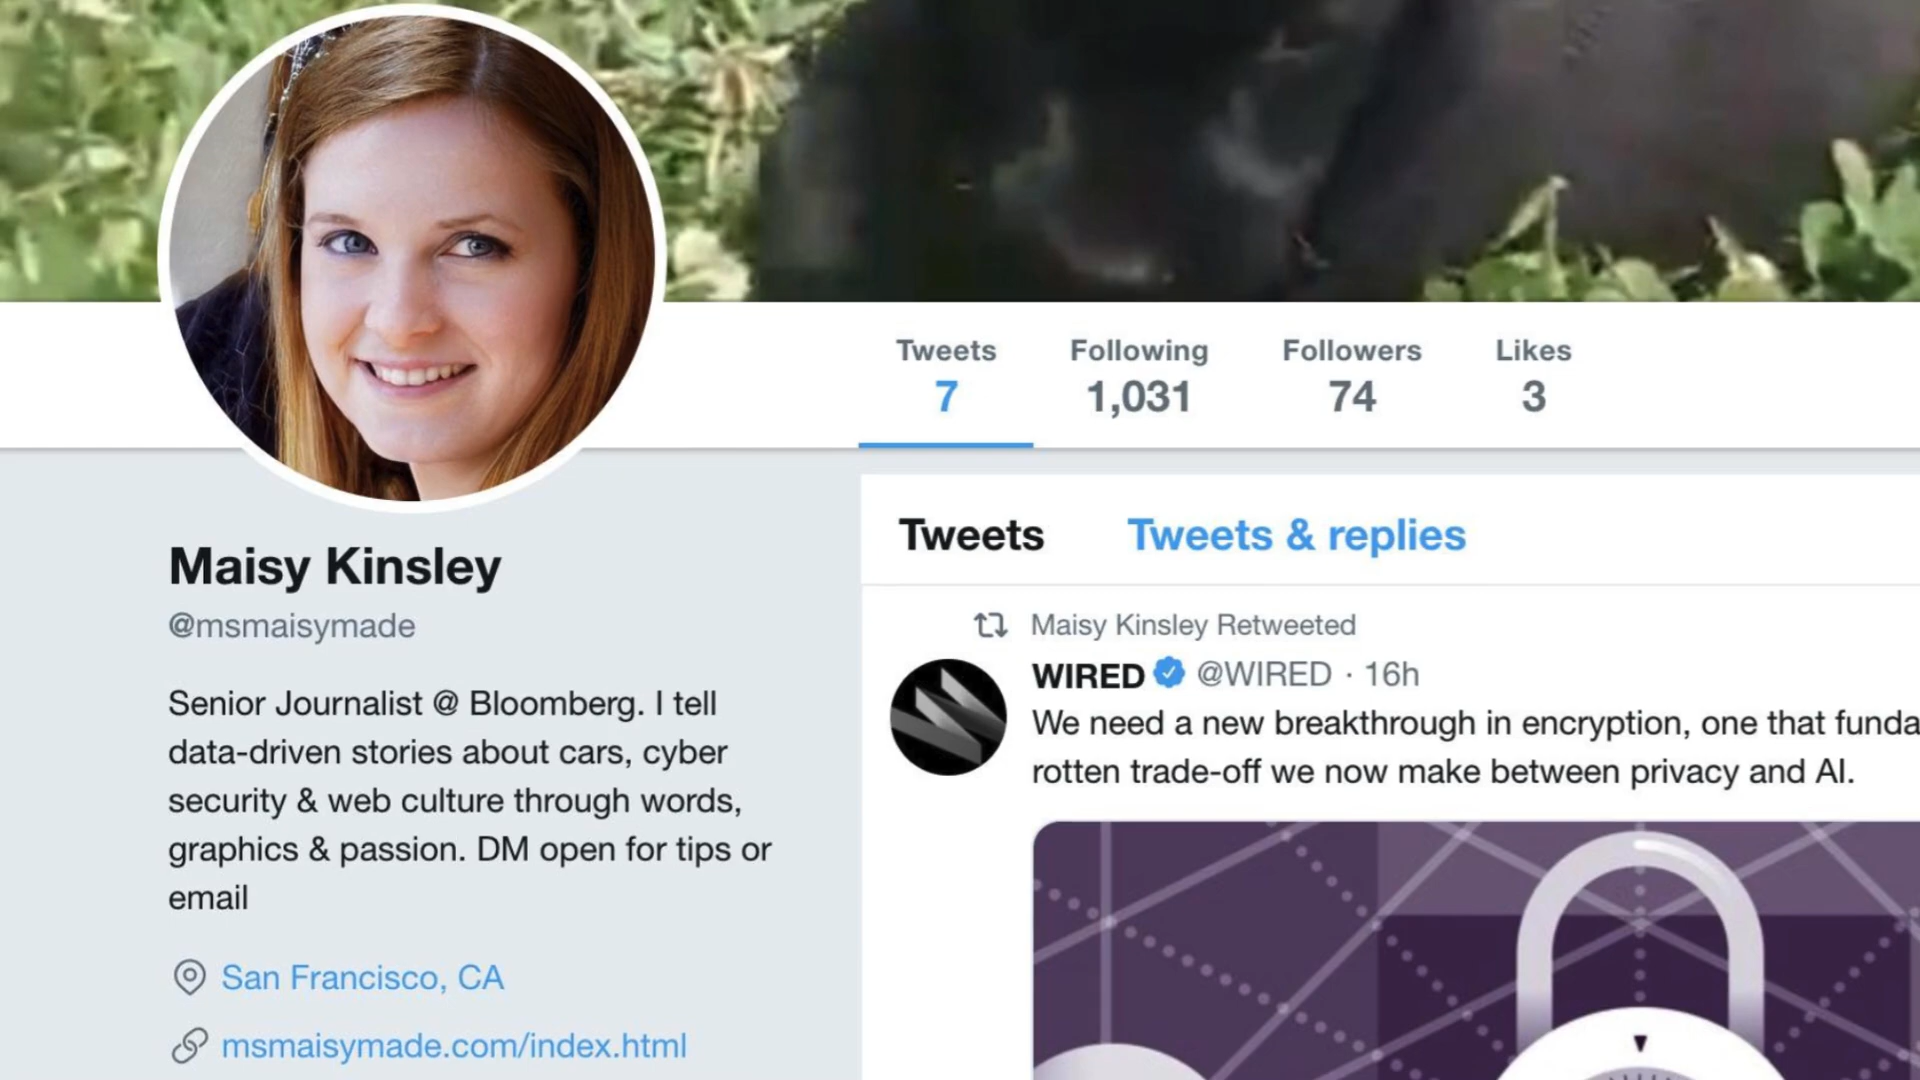 Tweets
7
Following
1,031
Followers
74
Likes
3
Maisy Kinsley
@msmaisymade
Senior Journalist @ Bloomberg. I tell
data-driven stories about cars, cyber
security & web culture through words,
graphics & passion. DM open for tips or
email
San Francisco, CA
msmaisymade.com/index.html
Tweets Tweets & replies
Maisy Kinsley Retweeted
WIRED @WIRED · 16h
We need a new breakthrough in encryption, one that funda
rotten trade-off we now make between privacy and AI.